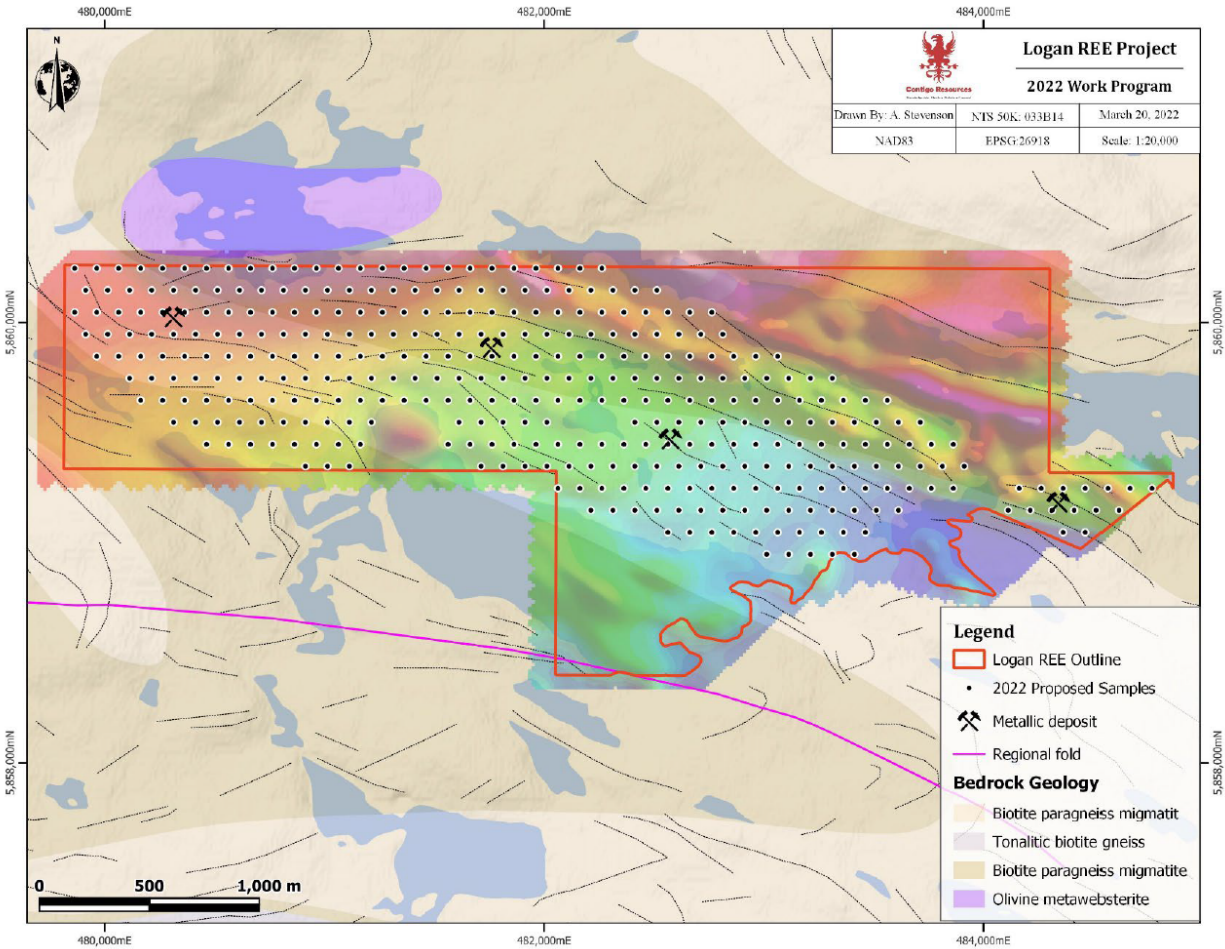 480,000mE
482,000mE
484,000mE
N
Contigo Resources
Logan REE Project
2022 Work Program
Drawn By: A. Stevenson
NTS 50K: 033B14
March 20, 2022
NAD83
EPSG:26918
Scale: 1:20,000
5,860,000mN
5,860,000mN
5,858,000mN
5,858,000mN
Legend
Logan REE Outline
2022 Proposed Samples
Metallic deposit
Regional fold
Bedrock Geology
Biotite paragneiss migmatit
Tonalitic biotite gneiss
Biotite paragneiss migmatite
Olivine metawebsterite
0 500 1,000 m
480,000mE
482,000mE
484,000mE